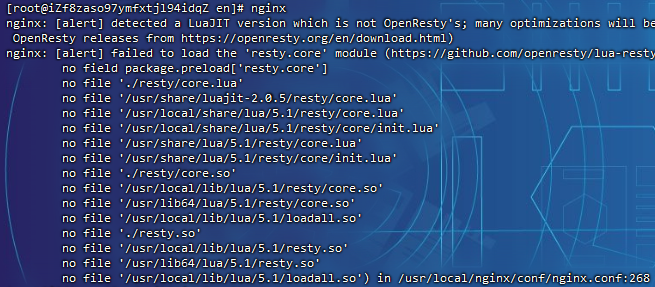 [root@iZf8zaso97ymfxtjl94idqZ en]# nginx
nginx: [alert] detected a LuaJIT version which is not OpenResty's; many optimizations will be
OpenResty releases from https://openresty.org/en/download.html)
nginx: [alert] failed to load the 'resty.core' module (https://github.com/openresty/lua-resty
no field package.preload['resty.core']
no file './resty/core.lua'
no file '/usr/share/luajit-2.0.5/resty/core.lua'
no file '/usr/local/share/lua/5.1/resty/core.lua'
no file '/usr/local/share/lua/5.1/resty/core/init.lua'
no file '/usr/share/lua/5.1/resty/core.lua'
no file '/usr/share/lua/5.1/resty/core/init.lua'
no file './resty/core.so'
no file '/usr/local/lib/lua/5.1/resty/core.so'
no file '/usr/lib64/lua/5.1/resty/core.so'
no file '/usr/local/lib/lua/5.1/loadall.so'
no file './resty.so'
no file '/usr/local/lib/lua/5.1/resty.so'
no file '/usr/lib64/lua/5.1/resty.so'
no file '/usr/local/lib/lua/5.1/loadall.so') in /usr/local/nginx/conf/nginx.conf:268